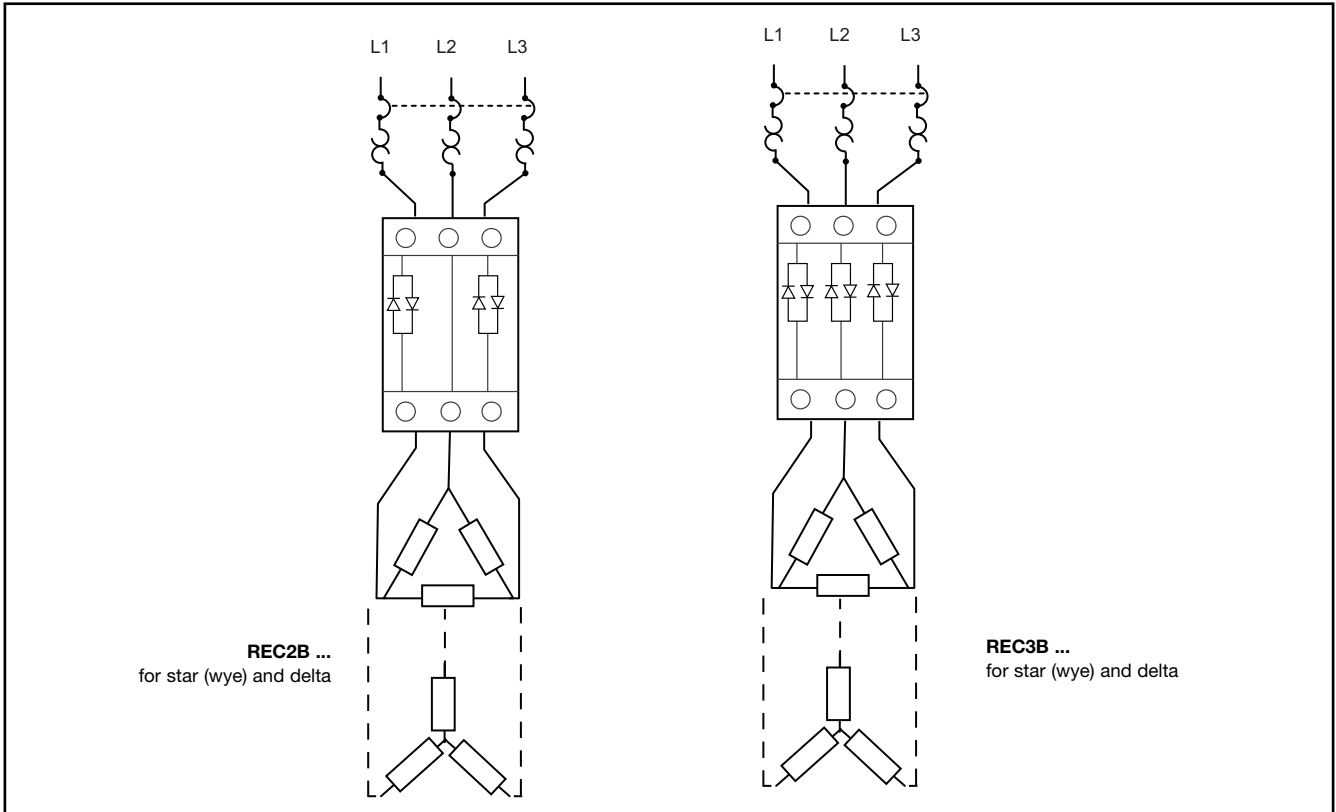 L1 L2 L3
L1 L2 L3
REC2B ...
for star (wye) and delta
REC3B ...
for star (wye) and delta